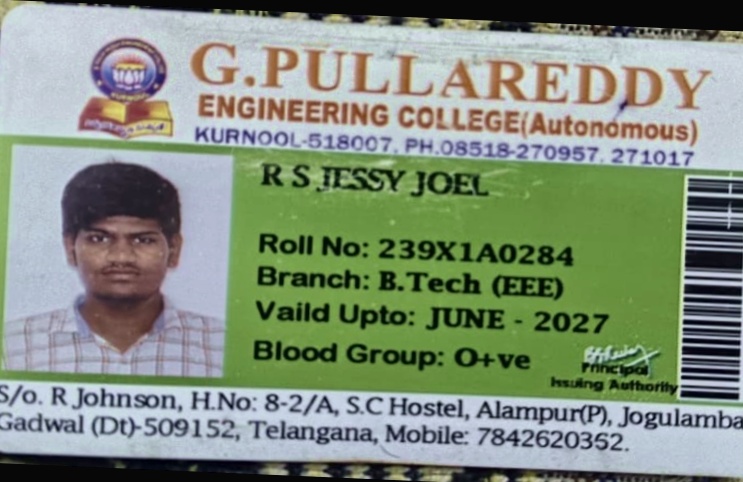 G.PULLAREDDY
ENGINEERING COLLEGE(Autonomous)
KURNOOL-518007. PH.08518-270957. 271017
KURNOOL
R S JESSY JOEL
Roll No: 239X1A0284
Branch: B.Tech (EEE)
Vaild Upto: JUNE - 2027
Blood Group: O+ve
Principal
Issuing Authority
S/o. R Johnson, H.No: 8-2/A, S.C Hostel, Alampur(P), Jogulamba
Gadwal (Dt)-509152, Telangana, Mobile: 7842620352.